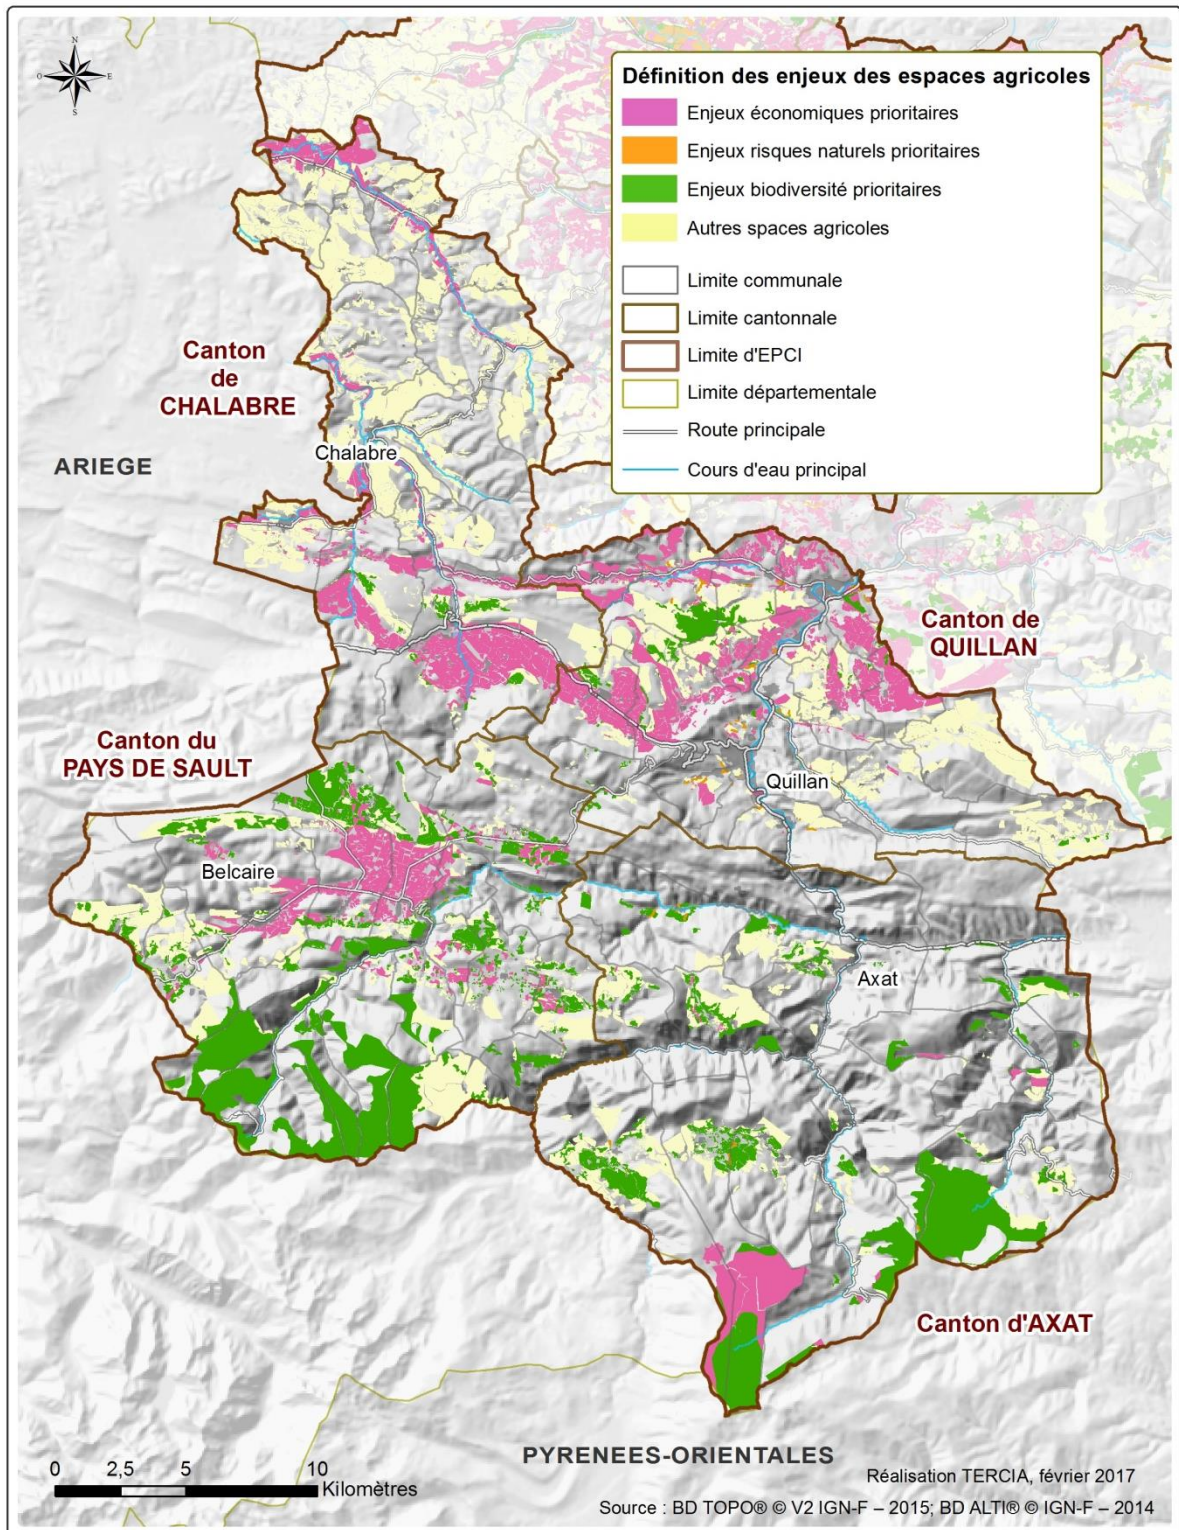 N
O
E
S
Définition des enjeux des espaces agricoles
Enjeux économiques prioritaires
Enjeux risques naturels prioritaires
Enjeux biodiversité prioritaires
Autres spaces agricoles
Limite communale
Limite cantonnale
Limite d'EPCI
Limite départementale
Route principale
Cours d'eau principal
Canton
de
CHALABRE
Chalabre
ARIEGE
Canton de
QUILLAN
Canton du
PAYS DE SAULT
Quillan
Belcaire
Axat
Canton d'AXAT
PYRENEES-ORIENTALES
0 2,5 5 10
Kilomètres
Réalisation TERCIA, février 2017
Source : BD TOPO® © V2 IGN-F – 2015; BD ALTI® © IGN-F – 2014